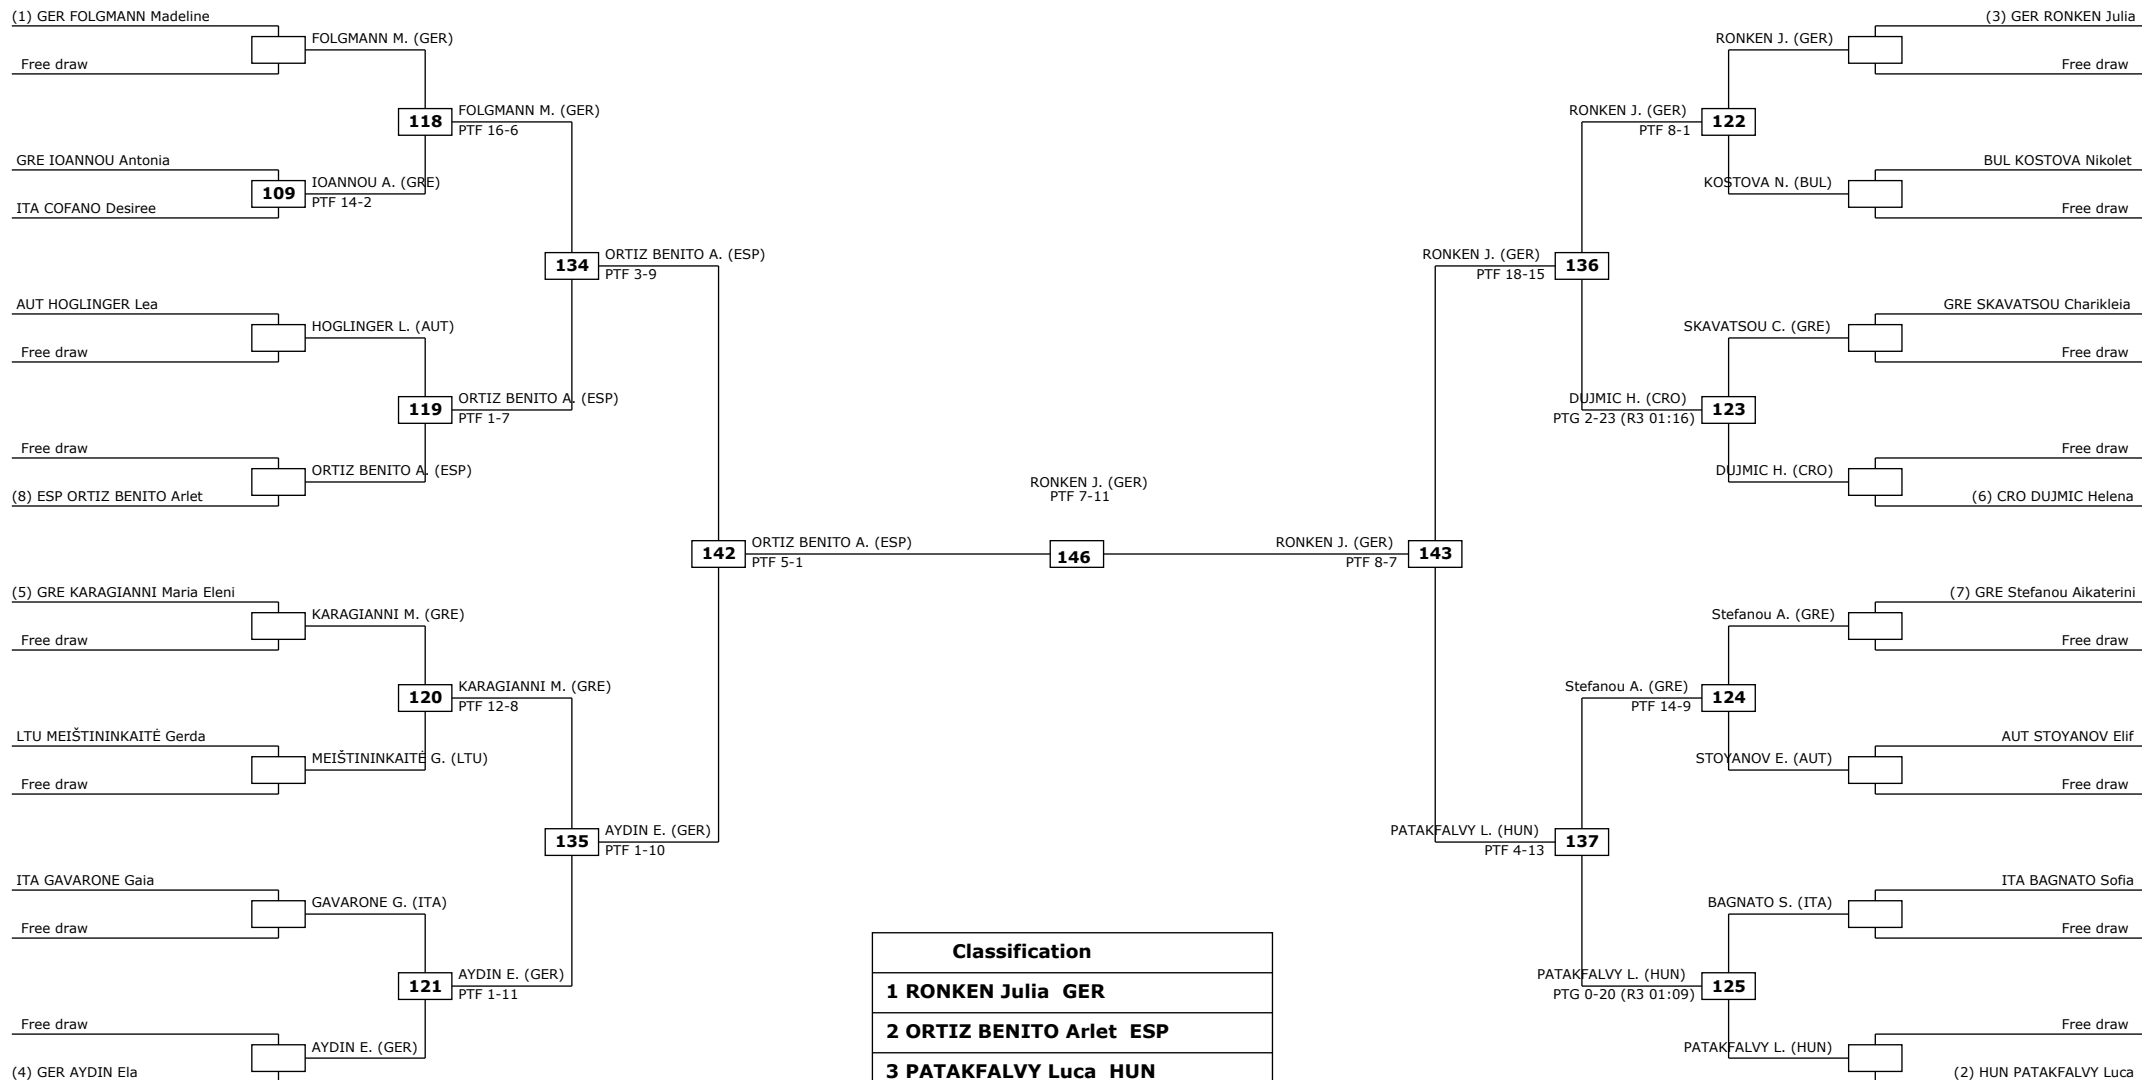 (1) GER FOLGMANN Madeline
FOLGMANN M. (GER)
Free draw
FOLGMANN M. (GER)
118
PTF 16-6
GRE IOANNOU Antonia
IOANNOU A. (GRE)
109
PTF 14-2
ITA COFANO Desiree
ORTIZ BENITO A. (ESP)
134
PTF 3-9
AUT HOGLINGER Lea
HOGLINGER L. (AUT)
Free draw
ORTIZ BENITO A. (ESP)
119
PTF 1-7
Free draw
ORTIZ BENITO A. (ESP)
(8) ESP ORTIZ BENITO Arlet
ORTIZ BENITO A. (ESP)
142
PTF 5-1
(5) GRE KARAGIANNI Maria Eleni
KARAGIANNI M. (GRE)
Free draw
KARAGIANNI M. (GRE)
120
PTF 12-8
LTU MEIŠTININKAITĖ Gerda
MEIŠTININKAITĖ G. (LTU)
Free draw
AYDIN E. (GER)
135
PTF 1-10
ITA GAVARONE Gaia
GAVARONE G. (ITA)
Free draw
AYDIN E. (GER)
121
PTF 1-11
Free draw
AYDIN E. (GER)
(4) GER AYDIN Ela
RONKEN J. (GER)
PTF 7-11
146
(3) GER RONKEN Julia
RONKEN J. (GER)
Free draw
RONKEN J. (GER)
122
PTF 8-1
BUL KOSTOVA Nikolet
KOSTOVA N. (BUL)
Free draw
RONKEN J. (GER)
136
PTF 18-15
GRE SKAVATSOU Charikleia
SKAVATSOU C. (GRE)
Free draw
DUJMIC H. (CRO)
123
PTG 2-23 (R3 01:16)
Free draw
DUJMIC H. (CRO)
(6) CRO DUJMIC Helena
RONKEN J. (GER)
143
PTF 8-7
(7) GRE Stefanou Aikaterini
Stefanou A. (GRE)
Free draw
Stefanou A. (GRE)
124
PTF 14-9
AUT STOYANOV Elif
STOYANOV E. (AUT)
Free draw
PATAKFALVY L. (HUN)
137
PTF 4-13
ITA BAGNATO Sofia
BAGNATO S. (ITA)
Free draw
PATAKFALVY L. (HUN)
125
PTG 0-20 (R3 01:09)
Free draw
PATAKFALVY L. (HUN)
(2) HUN PATAKFALVY Luca
Classification
1 RONKEN Julia GER
2 ORTIZ BENITO Arlet ESP
3 PATAKFALVY Luca HUN